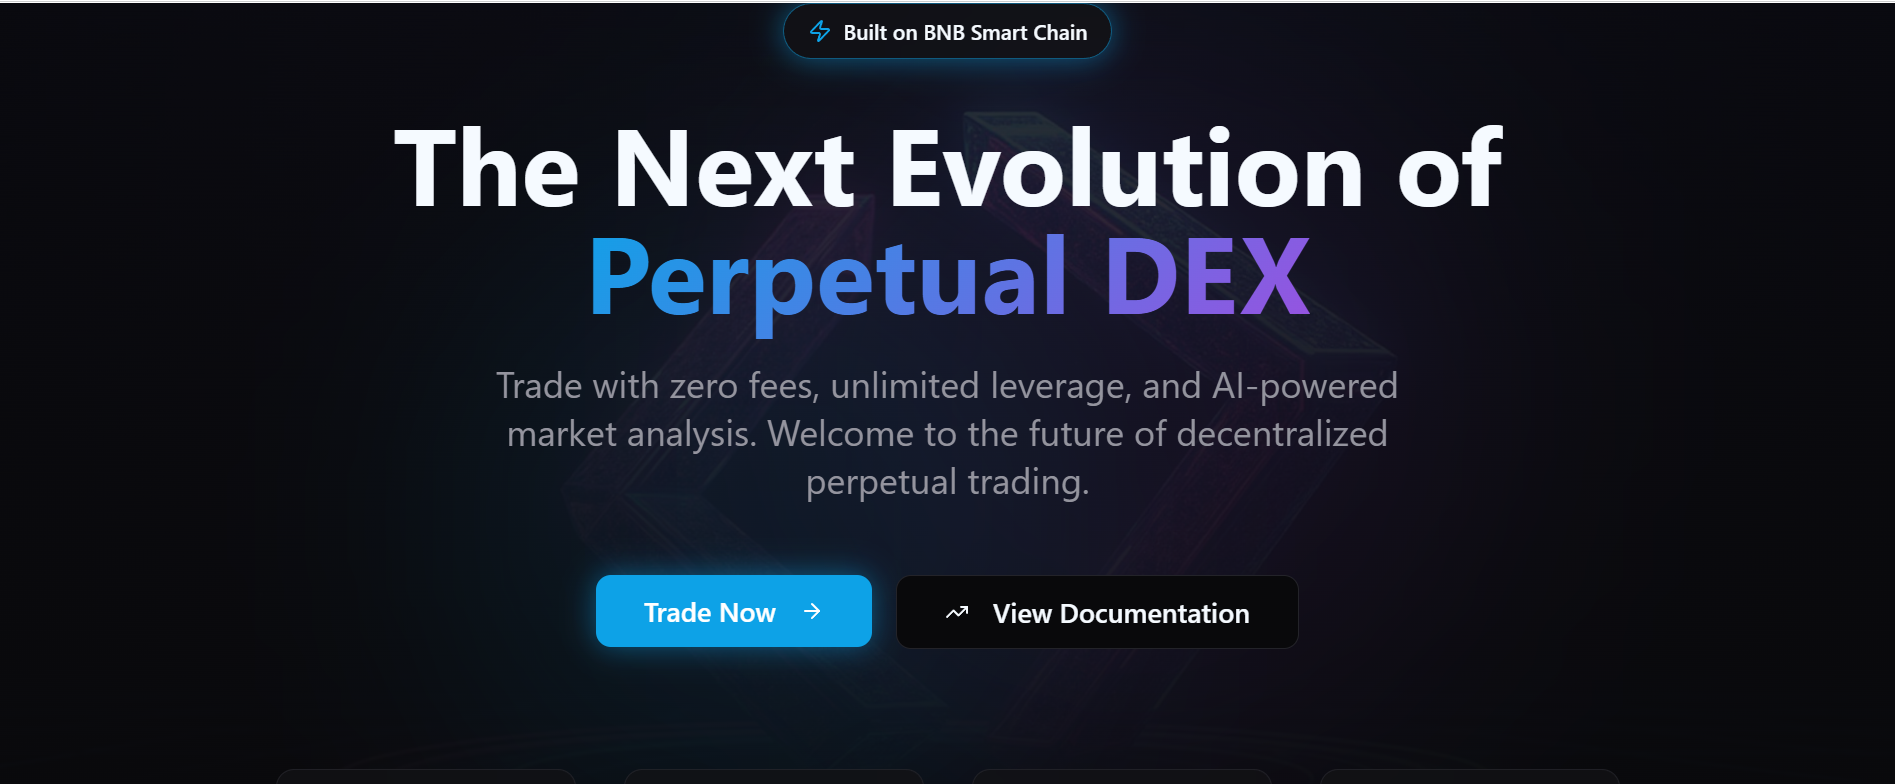 Built on BNB Smart Chain
The Next Evolution of
Perpetual DEX
Trade with zero fees, unlimited leverage, and AI-powered
market analysis. Welcome to the future of decentralized
perpetual trading.
Trade Now
View Documentation